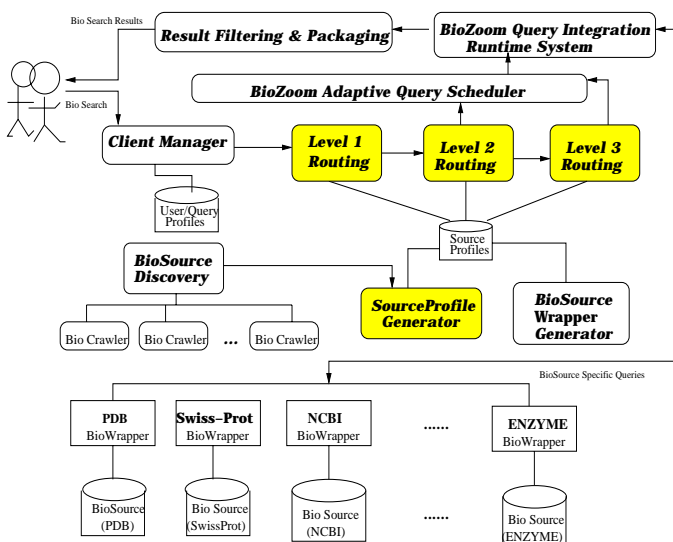 Bio Search Results
Result Filtering & Packaging
BioZoom Query Integration
Runtime System
BioZoom Adaptive Query Scheduler
Bio Search
Client Manager
Level 1
Routing
Level 2
Routing
Level 3
Routing
User/Query
Profiles
Source
Profiles
BioSource
Discovery
SourceProfile
Generator
BioSource
Wrapper
Generator
Bio Crawler
Bio Crawler
...
Bio Crawler
BioSource Specific Queries
PDB
BioWrapper
Swiss-Prot
BioWrapper
NCBI
BioWrapper
......
ENZYME
BioWrapper
BioSource
(PDB)
Bio Source
(SwissProt)
Bio Source
(NCBI)
......
Bio Source
(ENZYME)